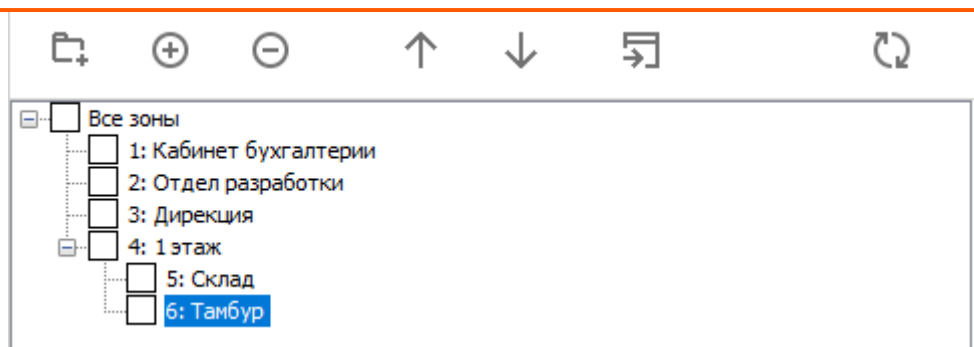 Все зоны
1: Кабинет бухгалтерии
2: Отдел разработки
3: Дирекция
4: 1 этаж
5: Склад
6: Тамбур